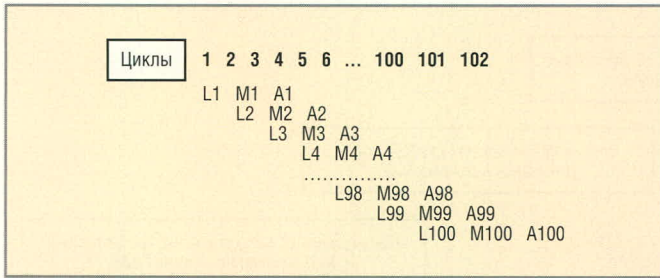 Циклы 1 2 3 4 5 6 ... 100 101 102
L1 M1 A1
L2 M2 A2
L3 M3 A3
L4 M4 A4
...............
L98 M98 A98
L99 M99 A99
L100 M100 A100